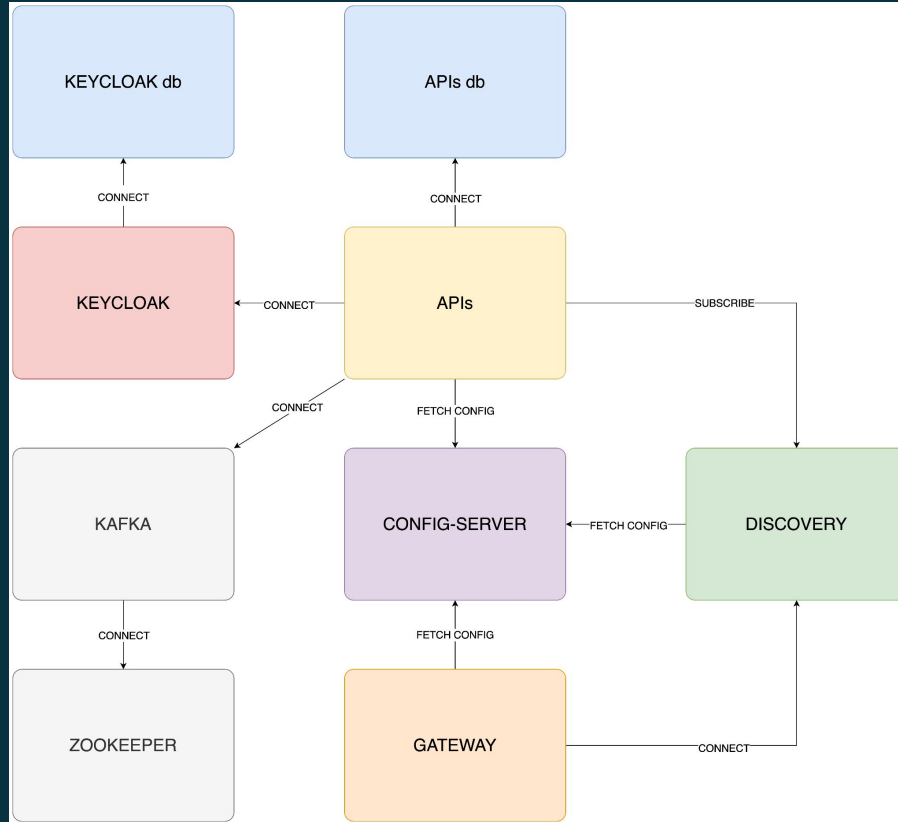 KEYCLOAK db
APIs db
CONNECT
CONNECT
KEYCLOAK
CONNECT
APIs
SUBSCRIBE
CONNECT
FETCH CONFIG
KAFKA
CONFIG-SERVER
FETCH CONFIG
DISCOVERY
CONNECT
FETCH CONFIG
ZOOKEEPER
GATEWAY
CONNECT